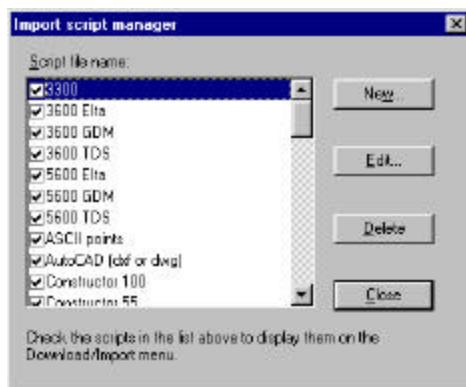 Import script manager
Script file name:
3300
3600 Elta
3600 GDM
3600 TDS
5600 Elta
5600 GDM
5600 TDS
ASCII points
AutoCAD (dxf or dwg)
Constructor 100
Constructor 55
New...
Edit...
Delete
Close
Check the scripts in the list above to display them on the
Download/Import menu.